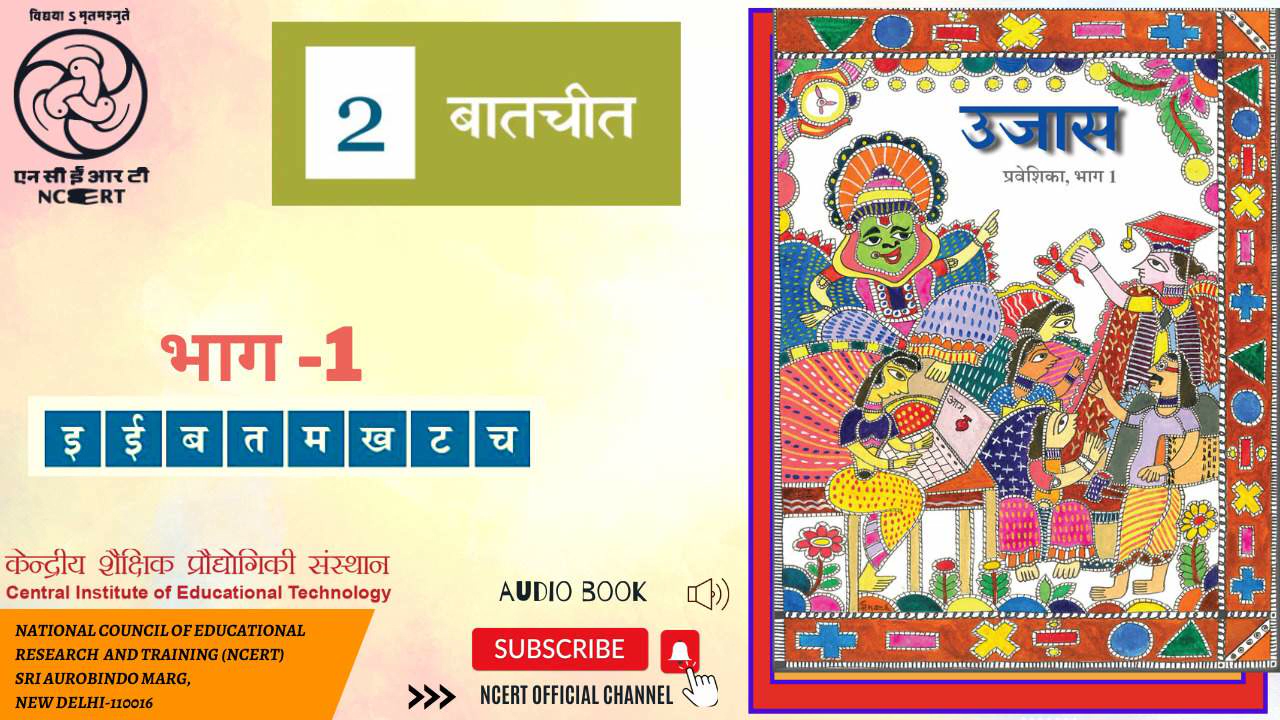 विद्यया ऽ मृतमश्नुते
एन सी ई आर टी
NCERT
2 बातचीत
भाग -1
इ ई ब त म ख ट च
केन्द्रीय शैक्षिक प्रौद्योगिकी संस्थान
Central Institute of Educational Technology
NATIONAL COUNCIL OF EDUCATIONAL
RESEARCH AND TRAINING (NCERT)
SRI AUROBINDO MARG,
NEW DELHI-110016
AUDIO BOOK
SUBSCRIBE
NCERT OFFICIAL CHANNEL
उजास
प्रवेशिका, भाग 1
आम